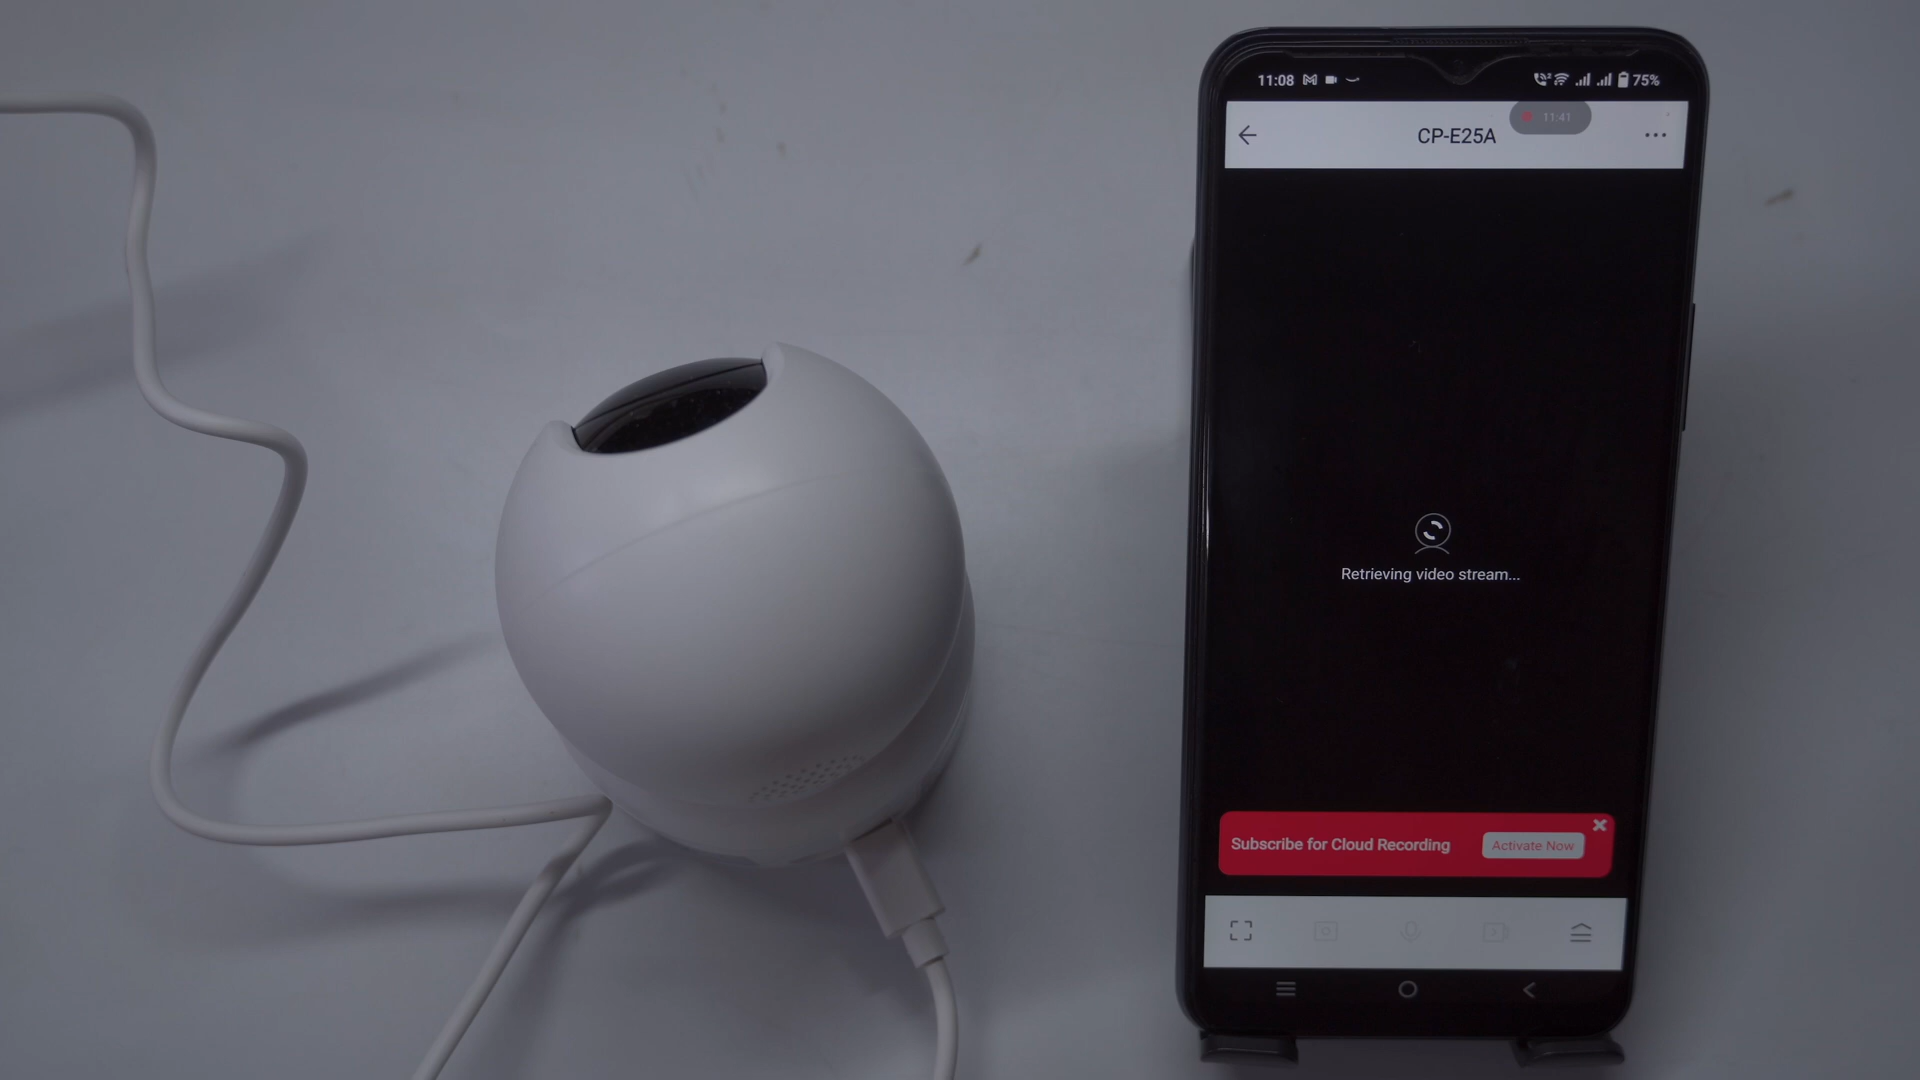 11:08
75%
11:41
CP-E25A
Retrieving video stream...
Subscribe for Cloud Recording
Activate Now